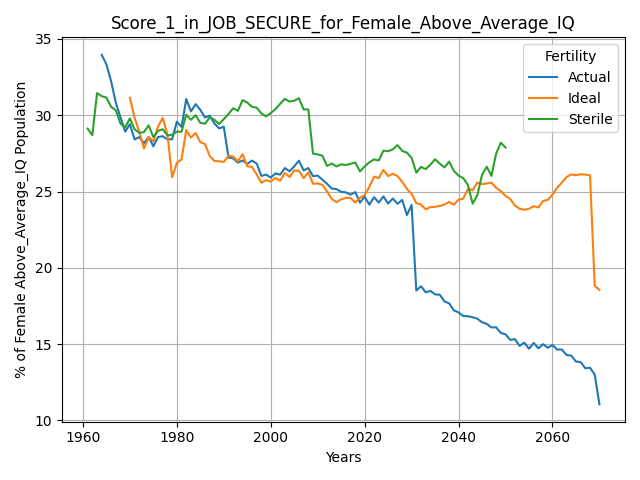 Score_1_in_JOB_SECURE_for_Female_Above_Average_IQ
% of Female Above_Average_IQ Population
35
30
25
20
15
10
Fertility
Actual
Ideal
Sterile
1960 1980 2000 2020 2040 2060
Years